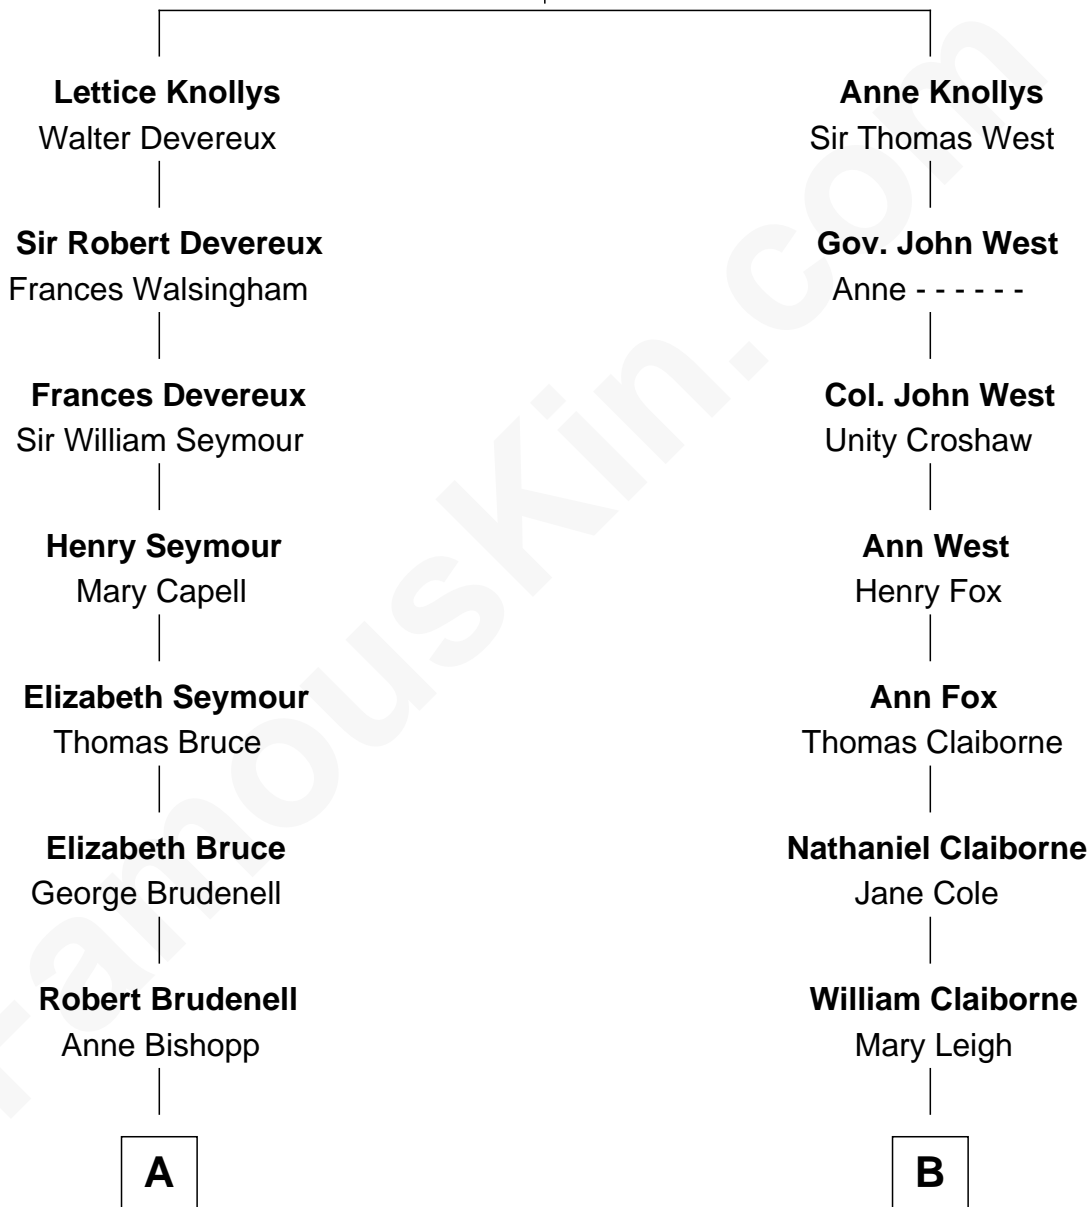 Lettice Knollys
Walter Devereux
Anne Knollys
Sir Thomas West
Sir Robert Devereux
Frances Walsingham
Gov. John West
Anne - - - - - -
Frances Devereux
Sir William Seymour
Col. John West
Unity Croshaw
Henry Seymour
Mary Capell
Ann West
Henry Fox
Elizabeth Seymour
Thomas Bruce
Ann Fox
Thomas Claiborne
Elizabeth Bruce
George Brudenell
Nathaniel Claiborne
Jane Cole
Robert Brudenell
Anne Bishopp
William Claiborne
Mary Leigh
A
B
FamousKin.com